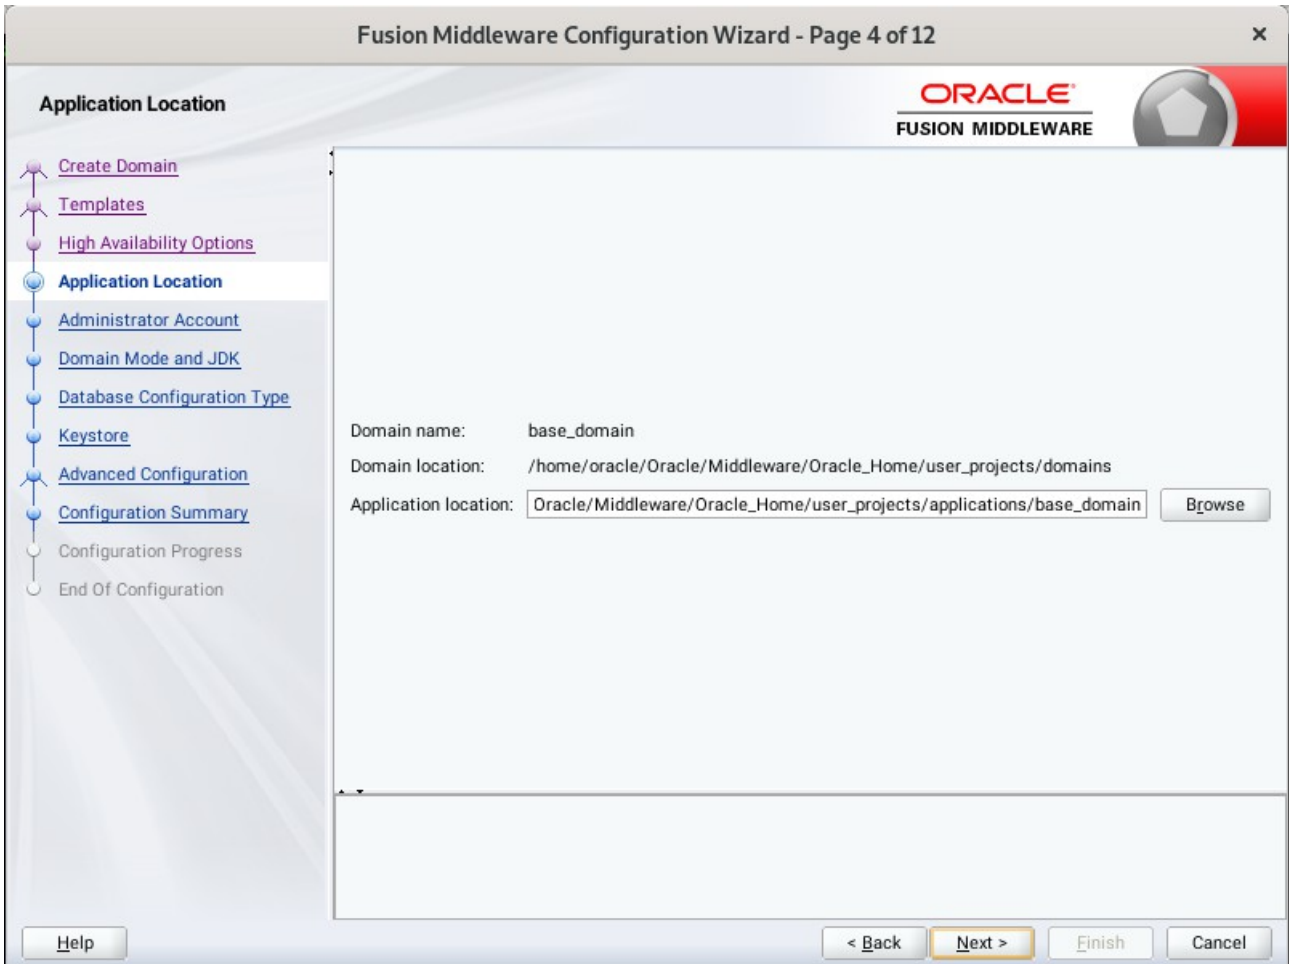 Fusion Middleware Configuration Wizard - Page 4 of 12
Application Location
ORACLE
FUSION MIDDLEWARE
Create Domain
Templates
High Availability Options
Application Location
Administrator Account
Domain Mode and JDK
Database Configuration Type
Keystore
Advanced Configuration
Configuration Summary
Configuration Progress
End Of Configuration
Domain name: base_domain
Domain location: /home/oracle/Oracle/Middleware/Oracle_Home/user_projects/domains
Application location: Oracle/Middleware/Oracle_Home/user_projects/applications/base_domain Browse
Help < Back Next > Finish Cancel